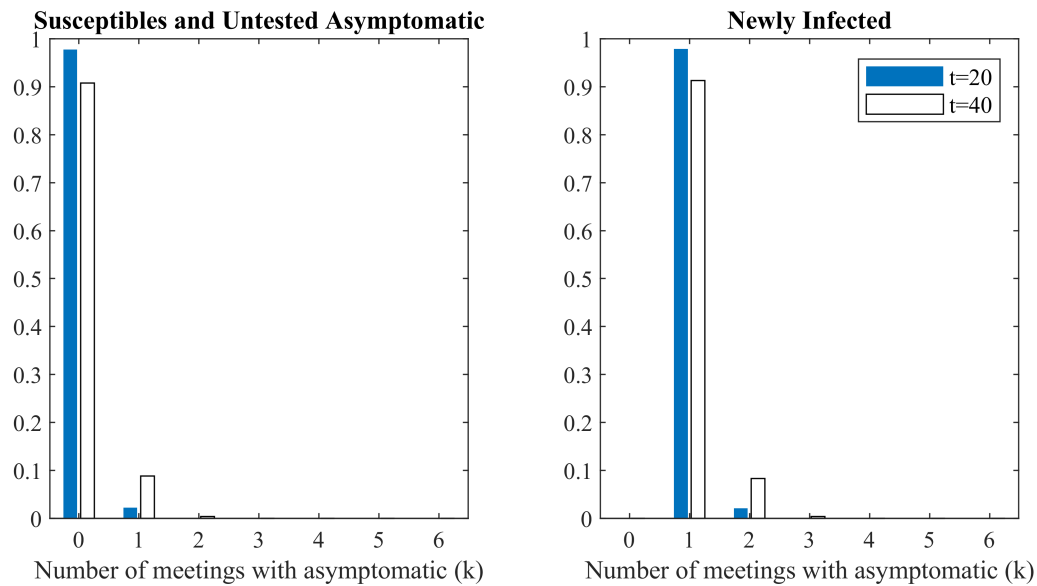 Susceptibles and Untested Asymptomatic
1
0.9
0.8
0.7
0.6
0.5
0.4
0.3
0.2
0.1
0
0 1 2 3 4 5 6
Number of meetings with asymptomatic (k)
Newly Infected
t=20
t=40
1
0.9
0.8
0.7
0.6
0.5
0.4
0.3
0.2
0.1
0
0 1 2 3 4 5 6
Number of meetings with asymptomatic (k)